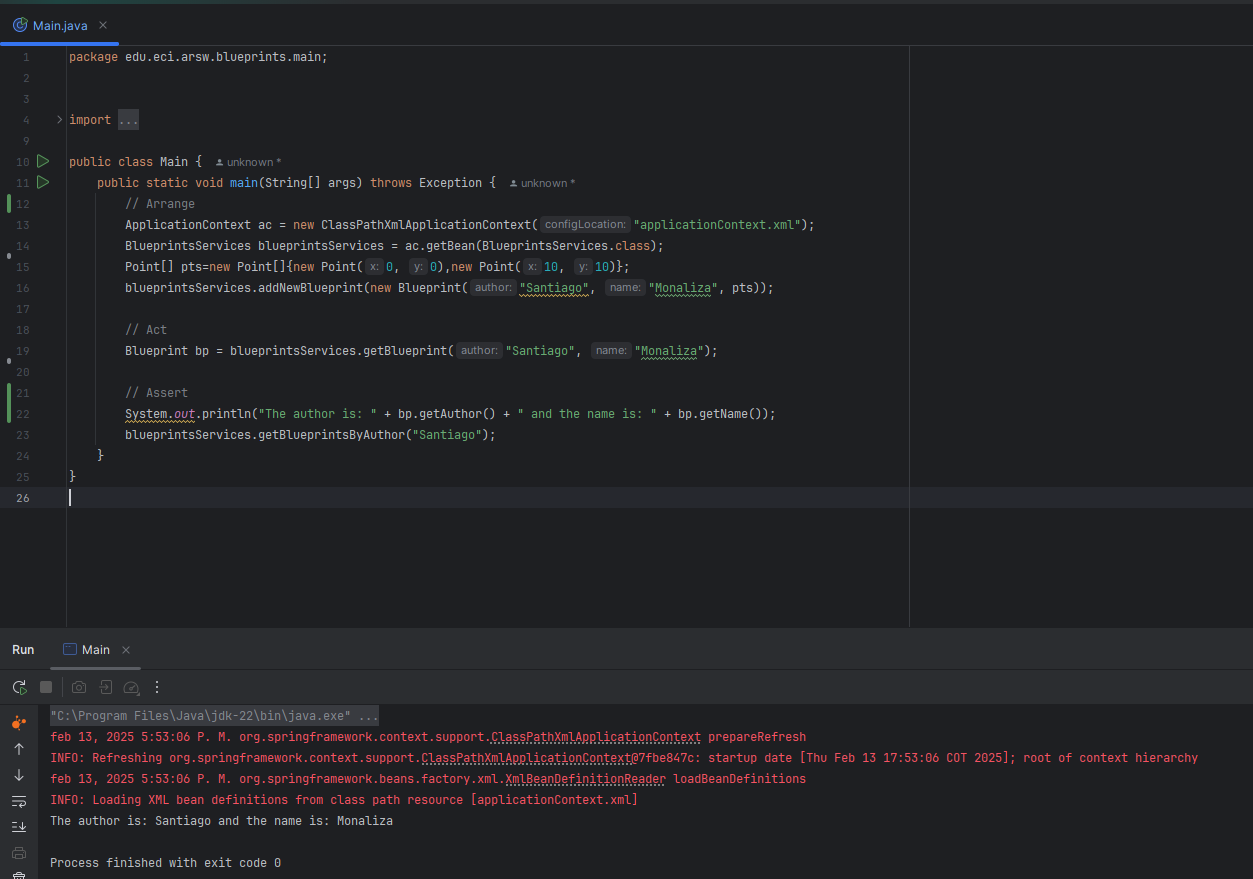 Main.java
1 package edu.eci.arsw.blueprints.main;
2
3
4 import ...
9
10 public class Main { unknown *
11 public static void main(String[] args) throws Exception { unknown *
12 // Arrange
13 ApplicationContext ac = new ClassPathXmlApplicationContext( configLocation: "applicationContext.xml");
14 BlueprintsServices blueprintsServices = ac.getBean(BlueprintsServices.class);
15 Point[] pts=new Point[]{new Point( x: 0, y: 0),new Point( x: 10, y: 10)};
16 blueprintsServices.addNewBlueprint(new Blueprint( author: "Santiago", name: "Monaliza", pts));
17
18 // Act
19 Blueprint bp = blueprintsServices.getBlueprint( author: "Santiago", name: "Monaliza");
20
21 // Assert
22 System.out.println("The author is: " + bp.getAuthor() + " and the name is: " + bp.getName());
23 blueprintsServices.getBlueprintsByAuthor("Santiago");
24 }
25 }
26
Run Main
"C:\Program Files\Java\jdk-22\bin\java.exe" ...
feb 13, 2025 5:53:06 P. M. org.springframework.context.support.ClassPathXmlApplicationContext prepareRefresh
INFO: Refreshing org.springframework.context.support.ClassPathXmlApplicationContext@7fbe847c: startup date [Thu Feb 13 17:53:06 COT 2025]; root of context hierarchy
feb 13, 2025 5:53:06 P. M. org.springframework.beans.factory.xml.XmlBeanDefinitionReader loadBeanDefinitions
INFO: Loading XML bean definitions from class path resource [applicationContext.xml]
The author is: Santiago and the name is: Monaliza
Process finished with exit code 0